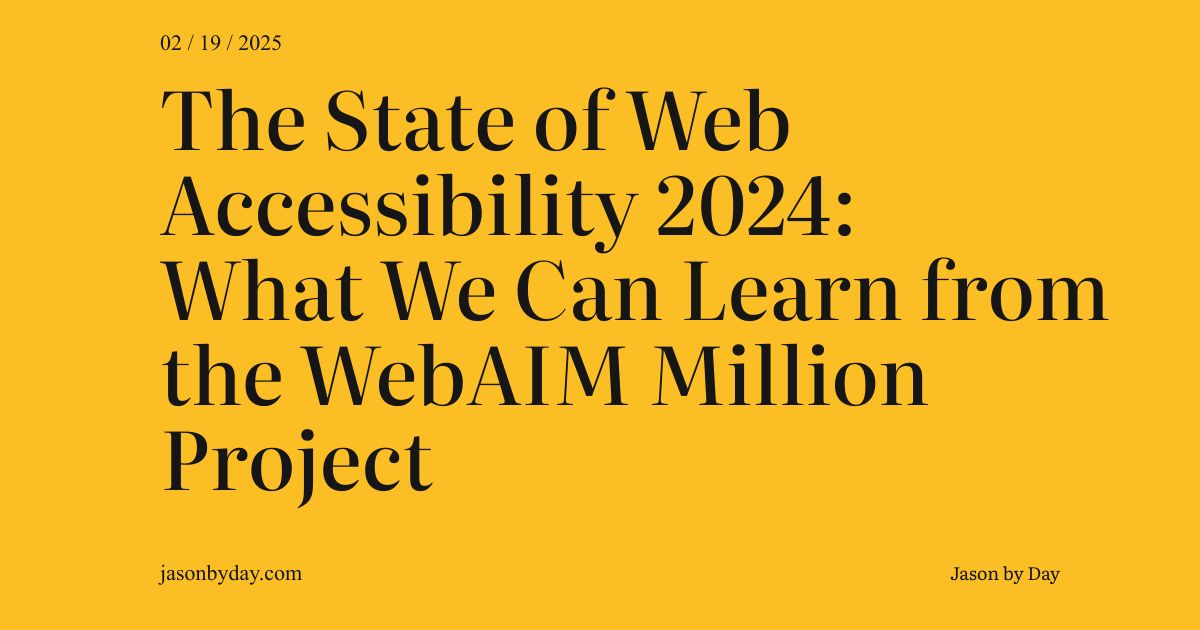 02 / 19 / 2025
The State of Web
Accessibility 2024:
What We Can Learn from
the WebAIM Million
Project
jasonbyday.com
Jason by Day